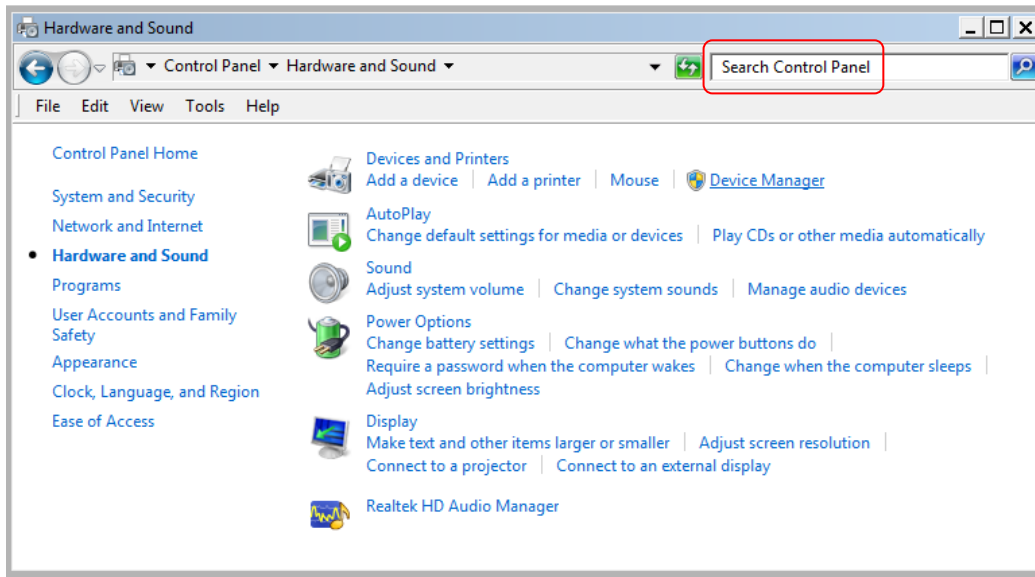 Hardware and Sound
Control Panel Hardware and Sound
Search Control Panel
File Edit View Tools Help
Control Panel Home
System and Security
Network and Internet
Hardware and Sound
Programs
User Accounts and Family
Safety
Appearance
Clock, Language, and Region
Ease of Access
Devices and Printers
Add a device Add a printer Mouse Device Manager
AutoPlay
Change default settings for media or devices Play CDs or other media automatically
Sound
Adjust system volume Change system sounds Manage audio devices
Power Options
Change battery settings Change what the power buttons do
Require a password when the computer wakes Change when the computer sleeps
Adjust screen brightness
Display
Make text and other items larger or smaller Adjust screen resolution
Connect to a projector Connect to an external display
Realtek HD Audio Manager